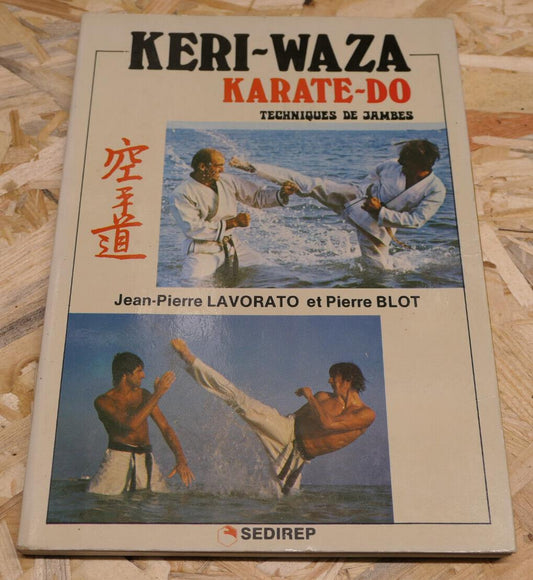 KERI-WAZA
KARATE-DO
TECHNIQUES DE JAMBES
空手道
Jean-Pierre LAVORATO et Pierre BLOT
SEDIREP